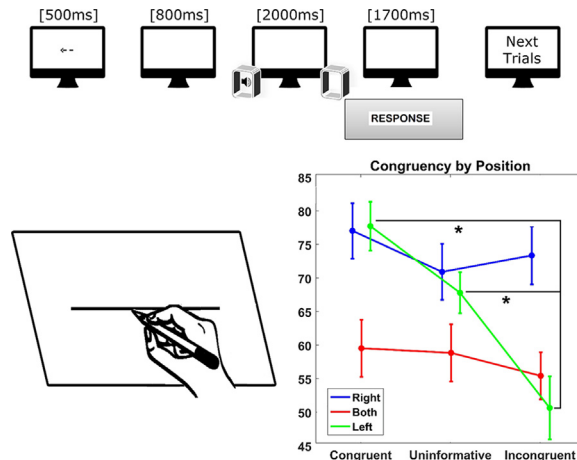 [500ms] [800ms] [2000ms] [1700ms]
Next
Trials
RESPONSE
Congruency by Position
85
80
75
70
65
60
55
50
45
*
*
Right
Both
Left
Congruent Uninformative Incongruent